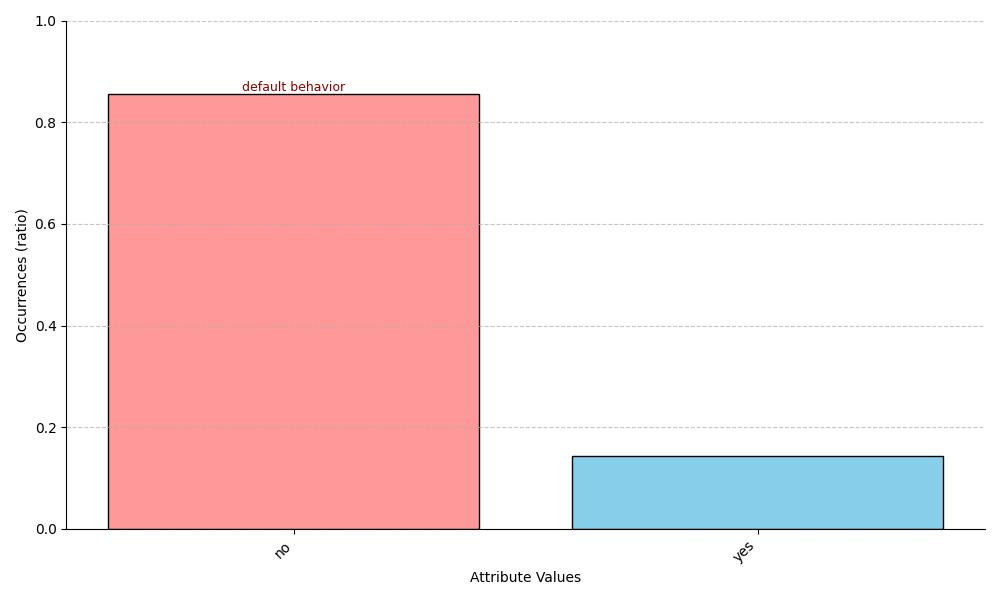 1.0
default behavior
0.8
0.6
Occurrences (ratio)
0.4
0.2
0.0
no
yes
Attribute Values